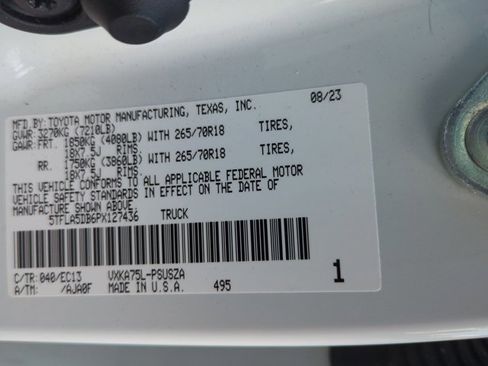 MFD.BY:TOYOTA MOTOR MANUFACTURING, TEXAS, INC. 08/23
GVWR:3270KG (7210LB)
GAWR:FRT. 1850KG (4080LB) WITH 265/70R18 TIRES,
18X7.5J RIMS
RR. 1750KG (3860LB) WITH 265/70R18 TIRES,
18X7.5J RIMS
THIS VEHICLE CONFORMS TO ALL APPLICABLE FEDERAL MOTOR
VEHICLE SAFETY STANDARDS IN EFFECT ON THE DATE OF
MANUFACTURE SHOWN ABOVE.
5TFLA5DB6PX127436 TRUCK
C/TR: 040/EC13 VXKA75L-PSUSZA
A/TM: /AJA0F MADE IN U.S.A. 495 1